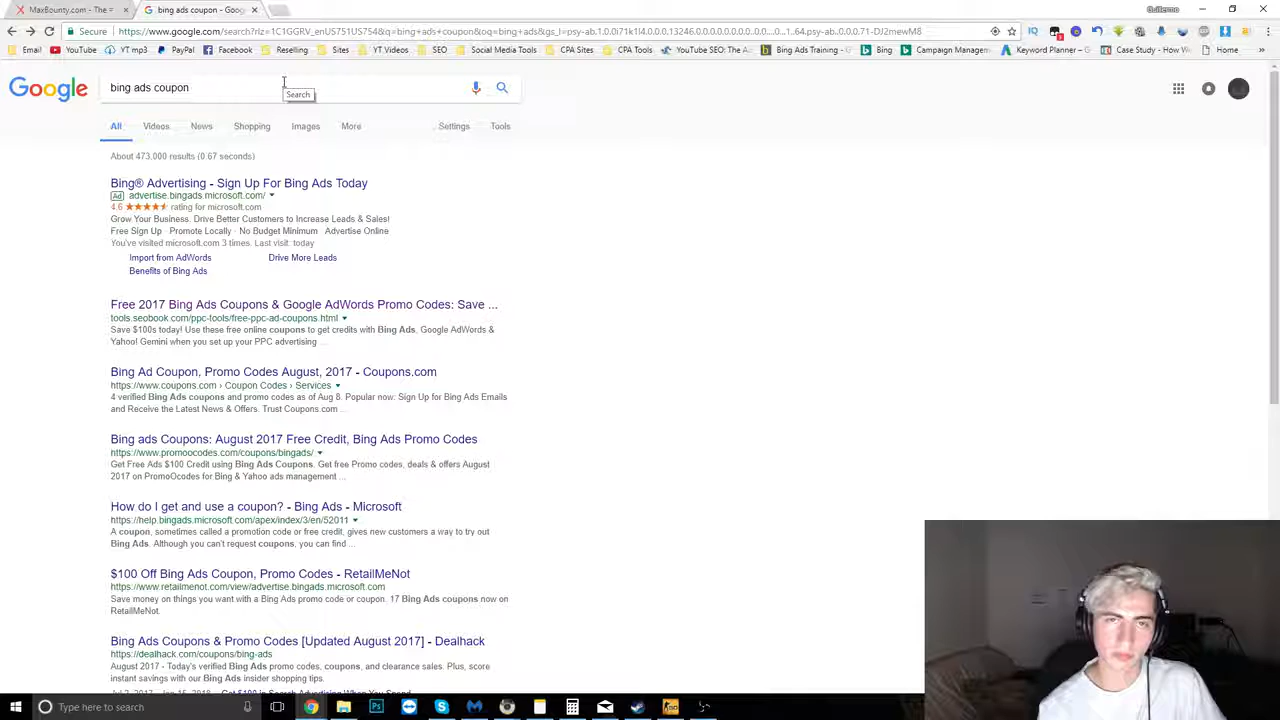 MaxBounty.com - The
bing ads coupon - Goog
Guillermo
Secure
https://www.google.com/search?rlz=1C1GGRV_enUS751US754&q=bing+ads+coupon&oq=bing+ads&gs_l=psy-ab.1.0.0i71k1l4.0.0.0.13246.0.0.0.0.0.0.0.0..0.0....0...1..64.psy-ab..0.0.0.71-DJ2mewM8
Email YouTube YT mp3 PayPal Facebook Reselling Sites YT Videos SEO Social Media Tools CPA Sites CPA Tools YouTube SEO: The A Bing Ads Training - G Campaign Management Keyword Planner - G Case Study - How We
Google
bing ads coupon
Search
All Videos News Shopping Images More Settings Tools
About 473,000 results (0.67 seconds)
Bing® Advertising - Sign Up For Bing Ads Today
Ad advertise.bingads.microsoft.com/
4.6 rating for microsoft.com
Grow Your Business. Drive Better Customers to Increase Leads & Sales!
Free Sign Up · Promote Locally · No Budget Minimum · Advertise Online
You've visited microsoft.com 3 times. Last visit: today
Import from AdWords Drive More Leads
Benefits of Bing Ads
Free 2017 Bing Ads Coupons & Google AdWords Promo Codes: Save ...
tools.seobook.com/ppc-tools/free-ppc-ad-coupons.html
Save $100s today! Use these free online coupons to get credits with Bing Ads, Google AdWords &
Yahoo! Gemini when you set up your PPC advertising ...
Bing Ad Coupon, Promo Codes August, 2017 - Coupons.com
https://www.coupons.com › Coupon Codes › Services
4 verified Bing Ads coupons and promo codes as of Aug 8. Popular now: Sign Up for Bing Ads Emails
and Receive the Latest News & Offers. Trust Coupons.com ...
Bing ads Coupons: August 2017 Free Credit, Bing Ads Promo Codes
https://www.promoocodes.com/coupons/bingads/
Get Free Ads $100 Credit using Bing Ads Coupons. Get free Promo codes, deals & offers August
2017 on PromoOcodes for Bing & Yahoo ads management ...
How do I get and use a coupon? - Bing Ads - Microsoft
https://help.bingads.microsoft.com/apex/index/3/en/52011
A coupon, sometimes called a promotion code or free credit, gives new customers a way to try out
Bing Ads. Although you can't request coupons, you can find ...
$100 Off Bing Ads Coupon, Promo Codes - RetailMeNot
https://www.retailmenot.com/view/advertise.bingads.microsoft.com
Save money on things you want with a Bing Ads promo code or coupon. 17 Bing Ads coupons now on
RetailMeNot.
Bing Ads Coupons & Promo Codes [Updated August 2017] - Dealhack
https://dealhack.com/coupons/bing-ads
August 2017 - Today's verified Bing Ads promo codes, coupons, and clearance sales. Plus, score
instant savings with our Bing Ads insider shopping tips.
Type here to search